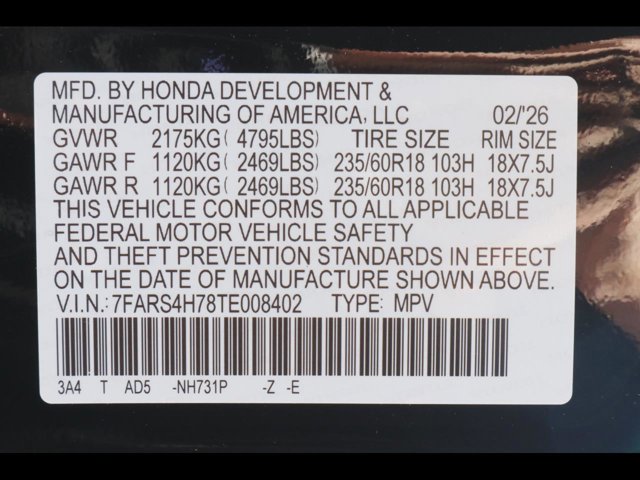 MFD. BY HONDA DEVELOPMENT &
MANUFACTURING OF AMERICA, LLC 02/'26
GVWR 2175KG( 4795LBS) TIRE SIZE RIM SIZE
GAWR F 1120KG( 2469LBS) 235/60R18 103H 18X7.5J
GAWR R 1120KG( 2469LBS) 235/60R18 103H 18X7.5J
THIS VEHICLE CONFORMS TO ALL APPLICABLE
FEDERAL MOTOR VEHICLE SAFETY
AND THEFT PREVENTION STANDARDS IN EFFECT
ON THE DATE OF MANUFACTURE SHOWN ABOVE.
V.I.N.: 7FARS4H78TE008402 TYPE: MPV
3A4 T AD5 -NH731P -Z -E